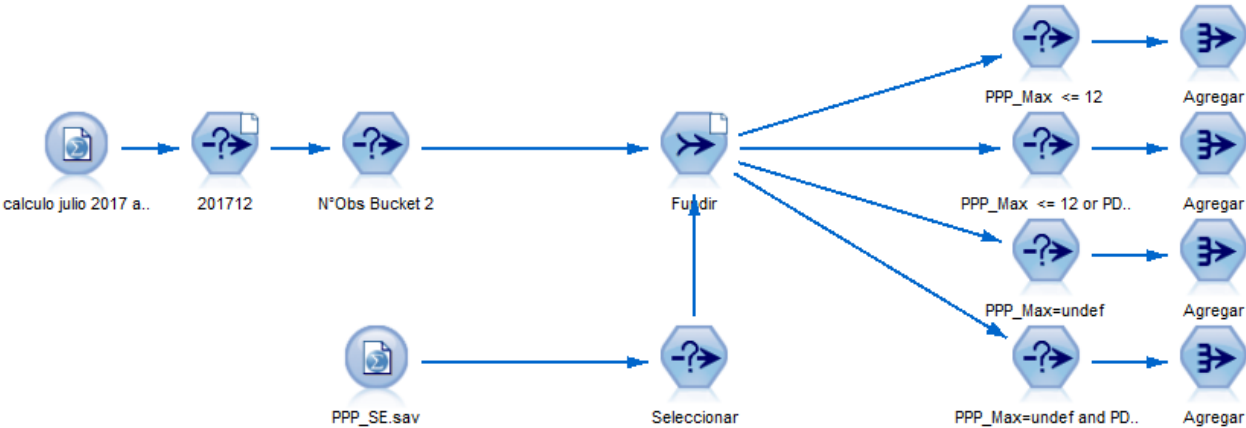 PPP_Max <= 12
Agregar
calculo julio 2017 a..
201712
N°Obs Bucket 2
Fundir
PPP_Max <= 12 or PD..
Agregar
PPP_Max=undef
Agregar
PPP_SE.sav
Seleccionar
PPP_Max=undef and PD..
Agregar